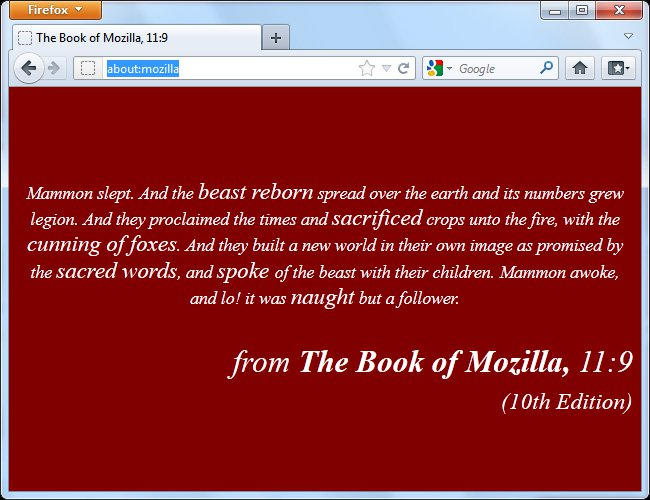 Firefox
The Book of Mozilla, 11:9
about:mozilla
Google
Mammon slept. And the beast reborn spread over the earth and its numbers grew
legion. And they proclaimed the times and sacrificed crops unto the fire, with the
cunning of foxes. And they built a new world in their own image as promised by
the sacred words, and spoke of the beast with their children. Mammon awoke,
and lo! it was naught but a follower.
from The Book of Mozilla, 11:9
(10th Edition)